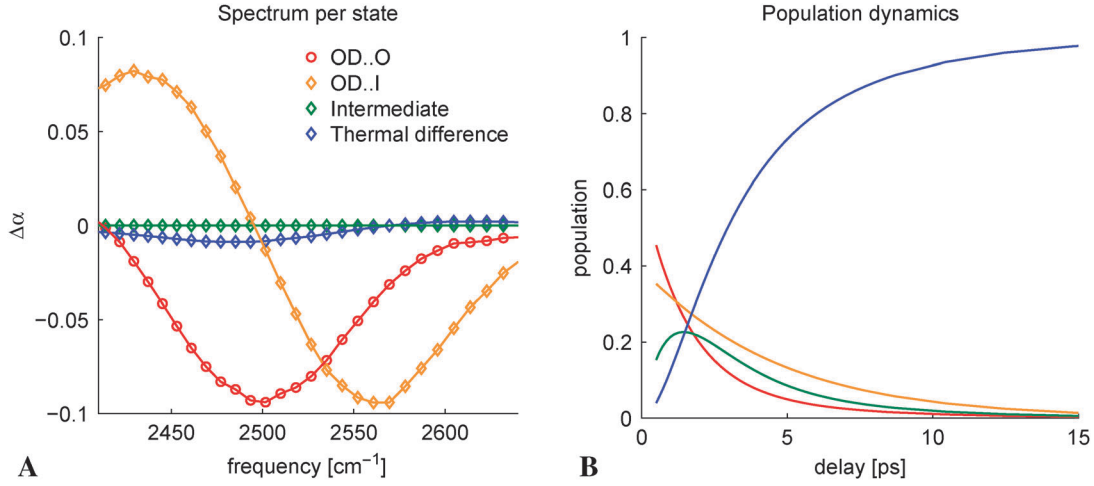 Spectrum per state
0.1
0.05
0
−0.05
−0.1
Δα
OD..O
OD..I
Intermediate
Thermal difference
2450 2500 2550 2600
frequency [cm⁻¹]
A
Population dynamics
1
0.8
0.6
0.4
0.2
0
population
0 5 10 15
delay [ps]
B